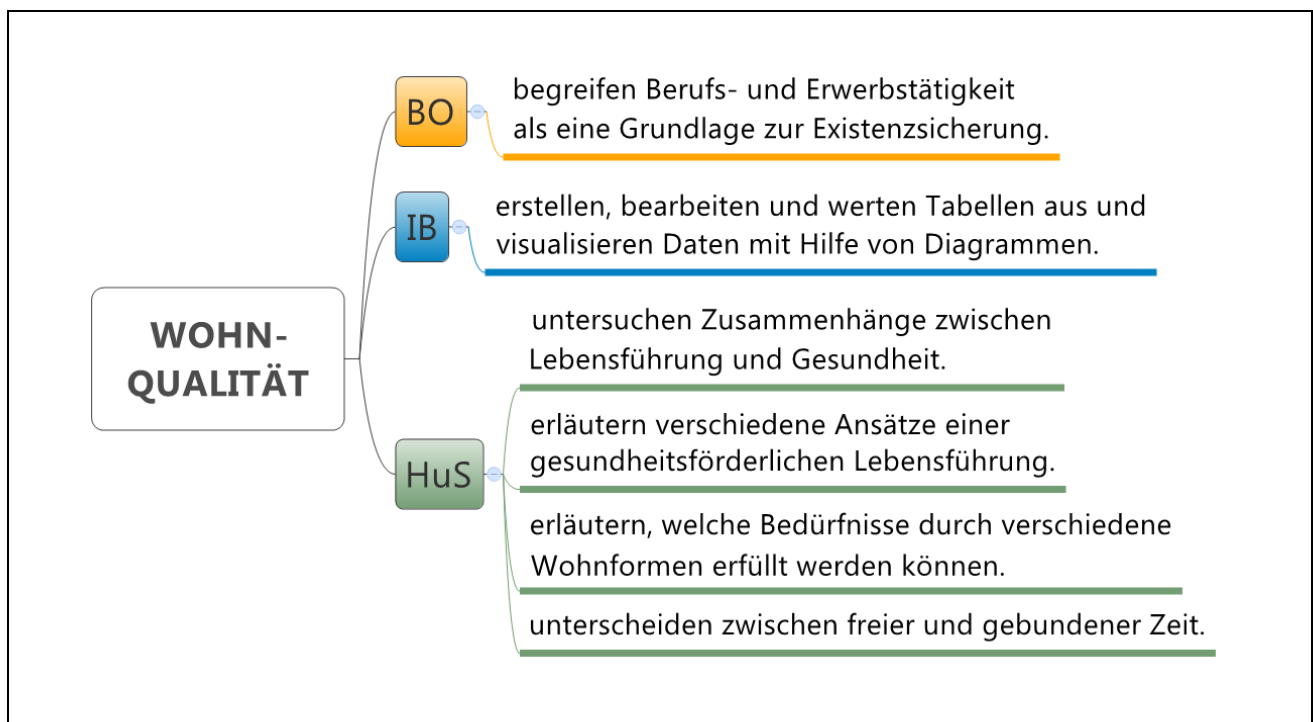 WOHN-
QUALITÄT
BO
begreifen Berufs- und Erwerbstätigkeit
als eine Grundlage zur Existenzsicherung.
IB
erstellen, bearbeiten und werten Tabellen aus und
visualisieren Daten mit Hilfe von Diagrammen.
HuS
untersuchen Zusammenhänge zwischen
Lebensführung und Gesundheit.
erläutern verschiedene Ansätze einer
gesundheitsförderlichen Lebensführung.
erläutern, welche Bedürfnisse durch verschiedene
Wohnformen erfüllt werden können.
unterscheiden zwischen freier und gebundener Zeit.